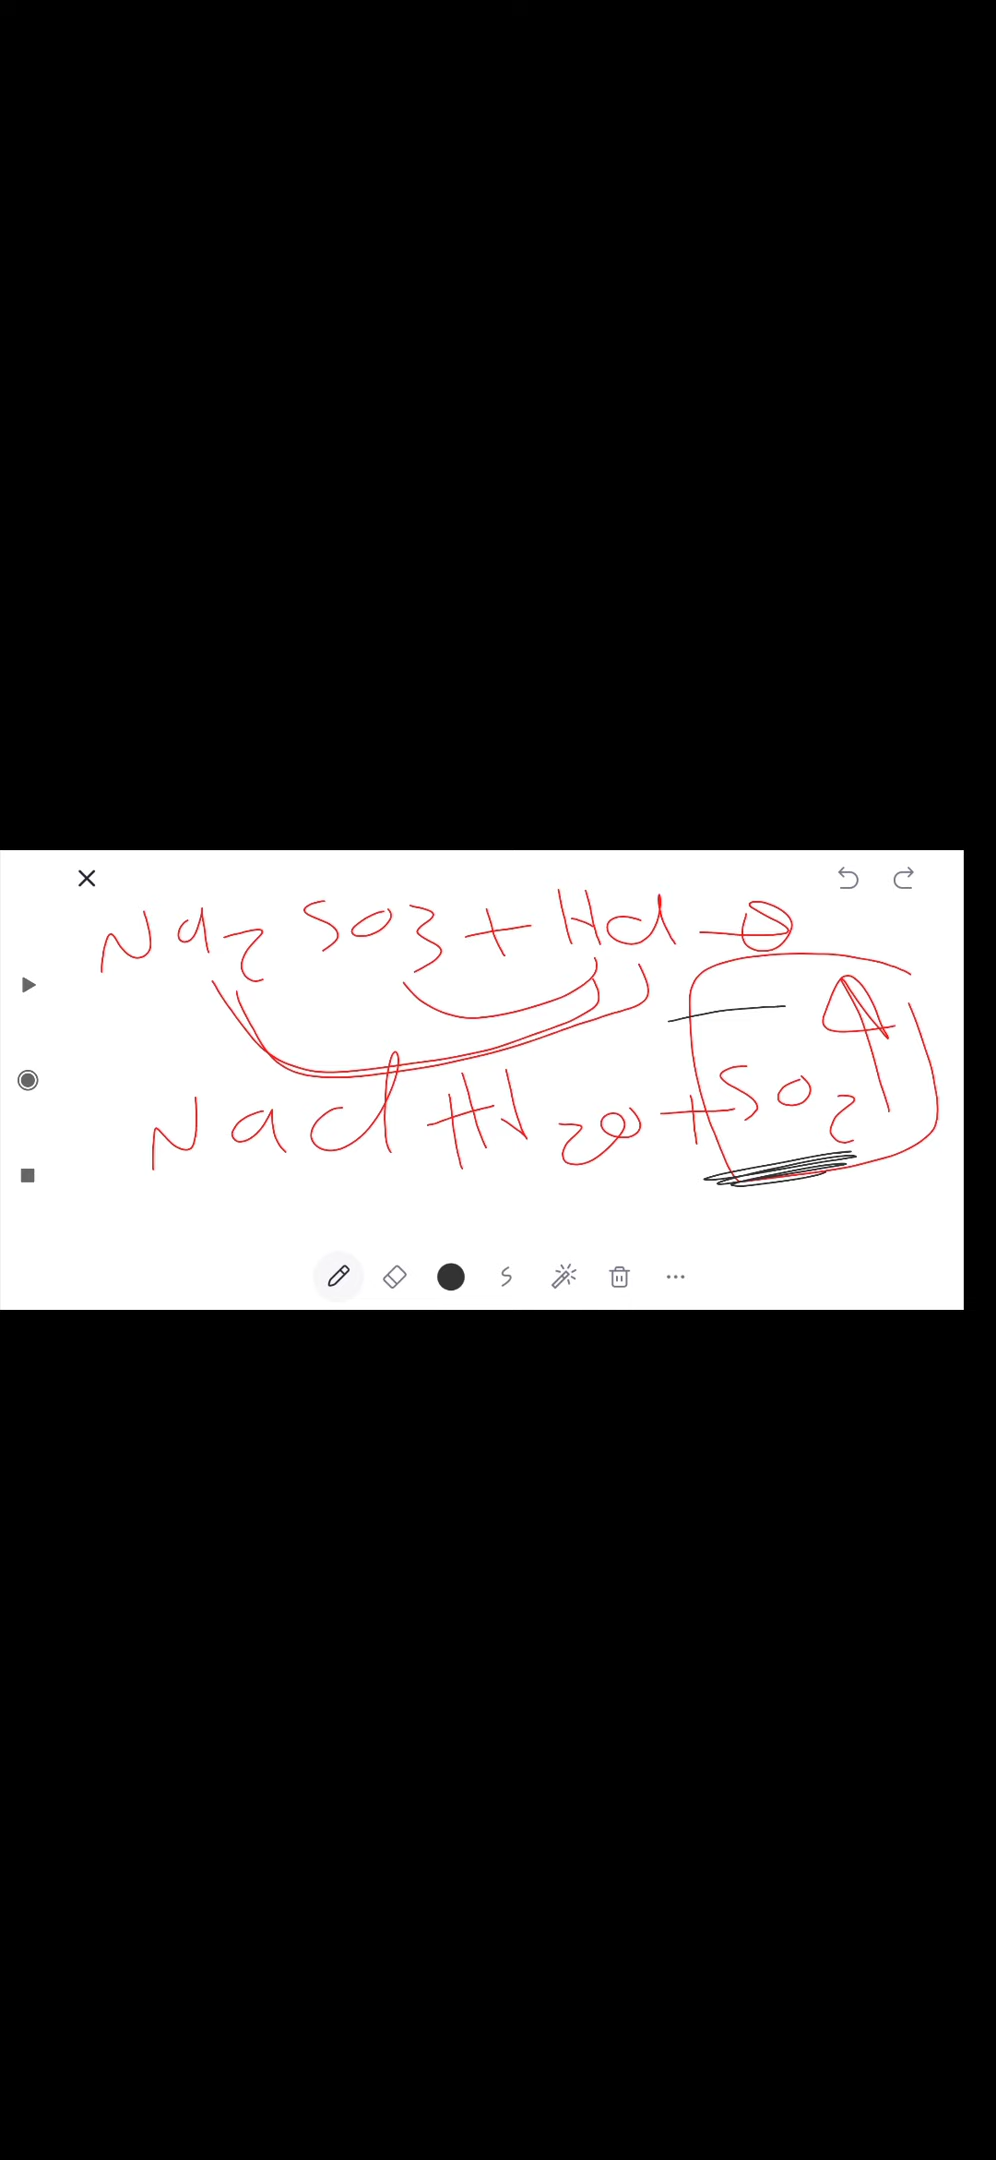 Na2SO3 + HCl →
NaCl + H2O + SO2 ↑